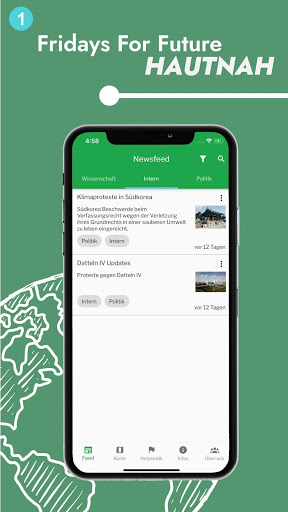 1
Fridays For Future
HAUTNAH
4:58
Newsfeed
Wissenschaft Intern Politik
Klimaproteste in Südkorea
Südkorea Beschwerde beim
Verfassungsrecht wegen der Verletzung
ihres Grundrechts in einer sauberen Umwelt
zu leben eingereicht.
Politik Intern
vor 12 Tagen
Datteln IV Updates
Proteste gegen Datteln IV
Intern Politik
vor 12 Tagen
Feed Karte Netzstreik Infos Über uns